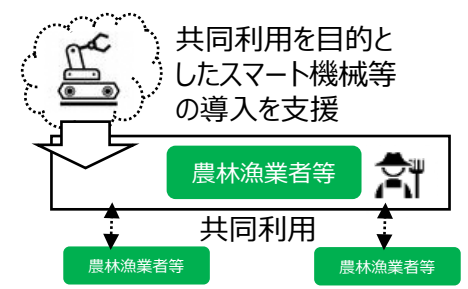 共同利用を目的と
したスマート機械等
の導入を支援
農林漁業者等
共同利用
農林漁業者等
農林漁業者等